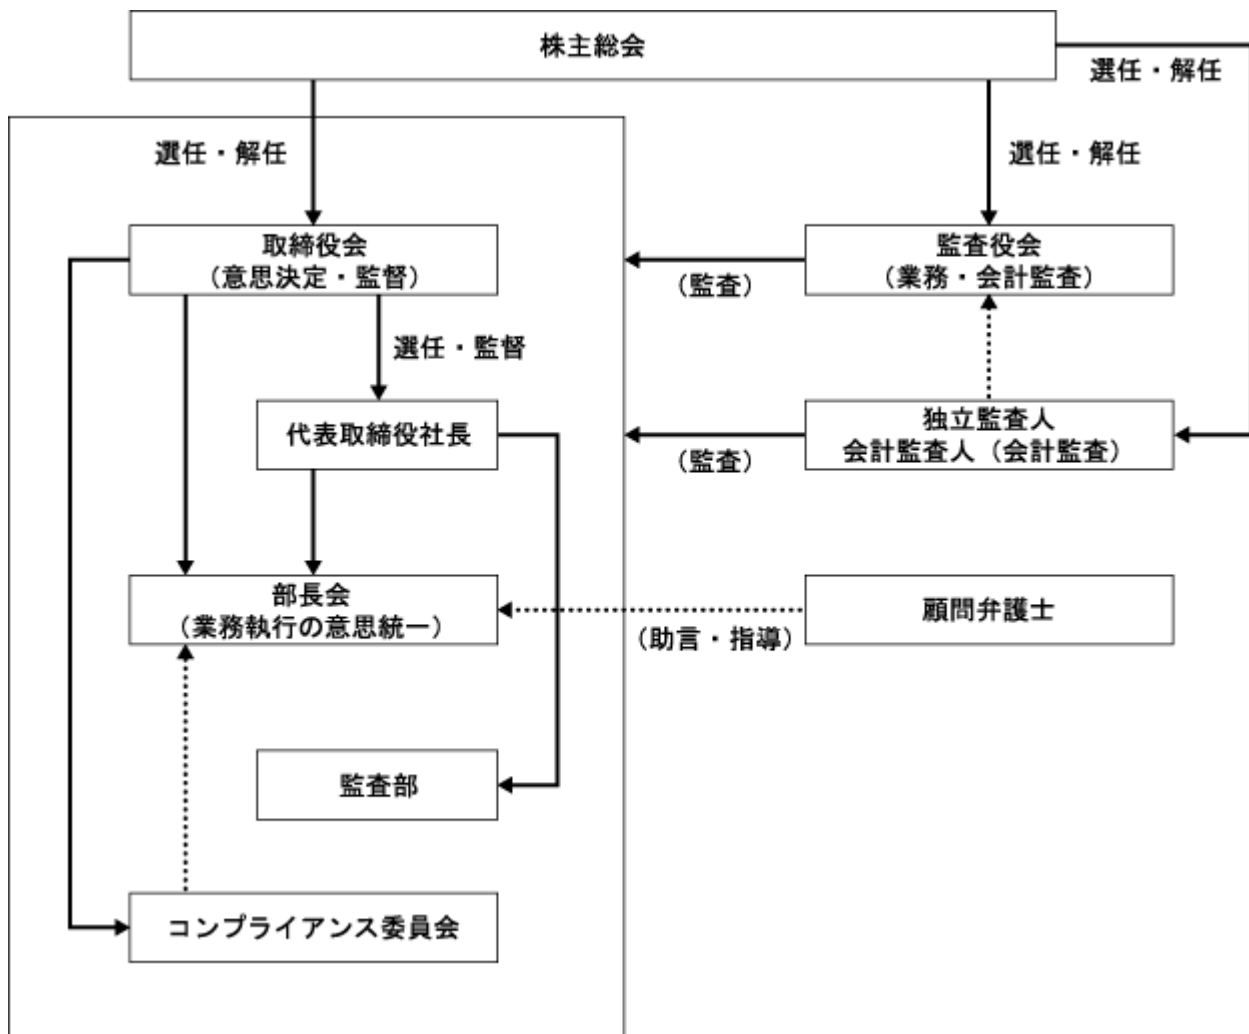 株主総会
選任・解任
選任・解任
選任・解任
取締役会
（意思決定・監督）
監査役会
（業務・会計監査）
（監査）
選任・監督
代表取締役社長
独立監査人
会計監査人（会計監査）
（監査）
部長会
（業務執行の意思統一）
顧問弁護士
（助言・指導）
監査部
コンプライアンス委員会